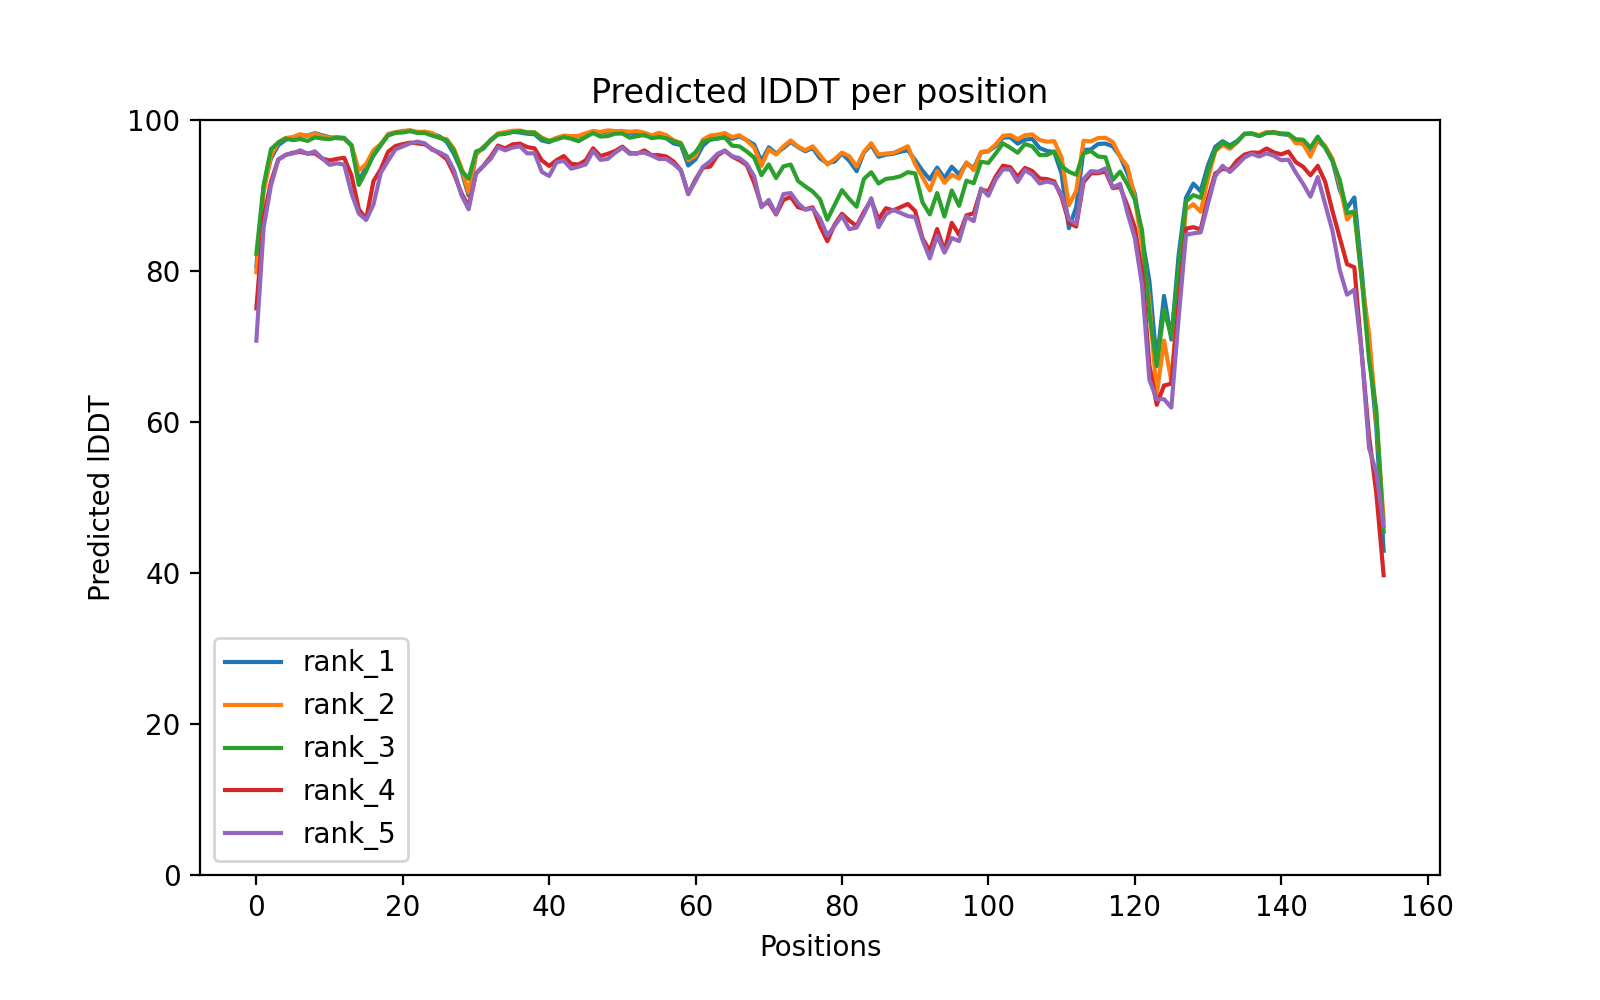 Predicted lDDT per position
100
80
60
40
20
0
Predicted lDDT
rank_1
rank_2
rank_3
rank_4
rank_5
0 20 40 60 80 100 120 140 160
Positions